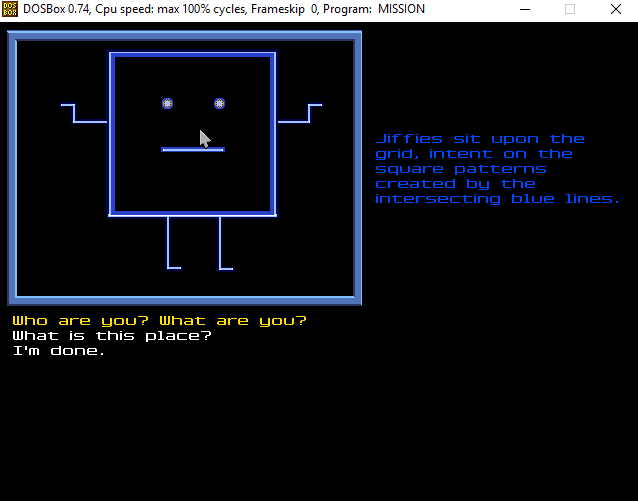 DOS BOX
DOSBox 0.74, Cpu speed: max 100% cycles, Frameskip 0, Program: MISSION
Jiffies sit upon the
grid, intent on the
square patterns
created by the
intersecting blue lines.
Who are you? What are you?
What is this place?
I'm done.